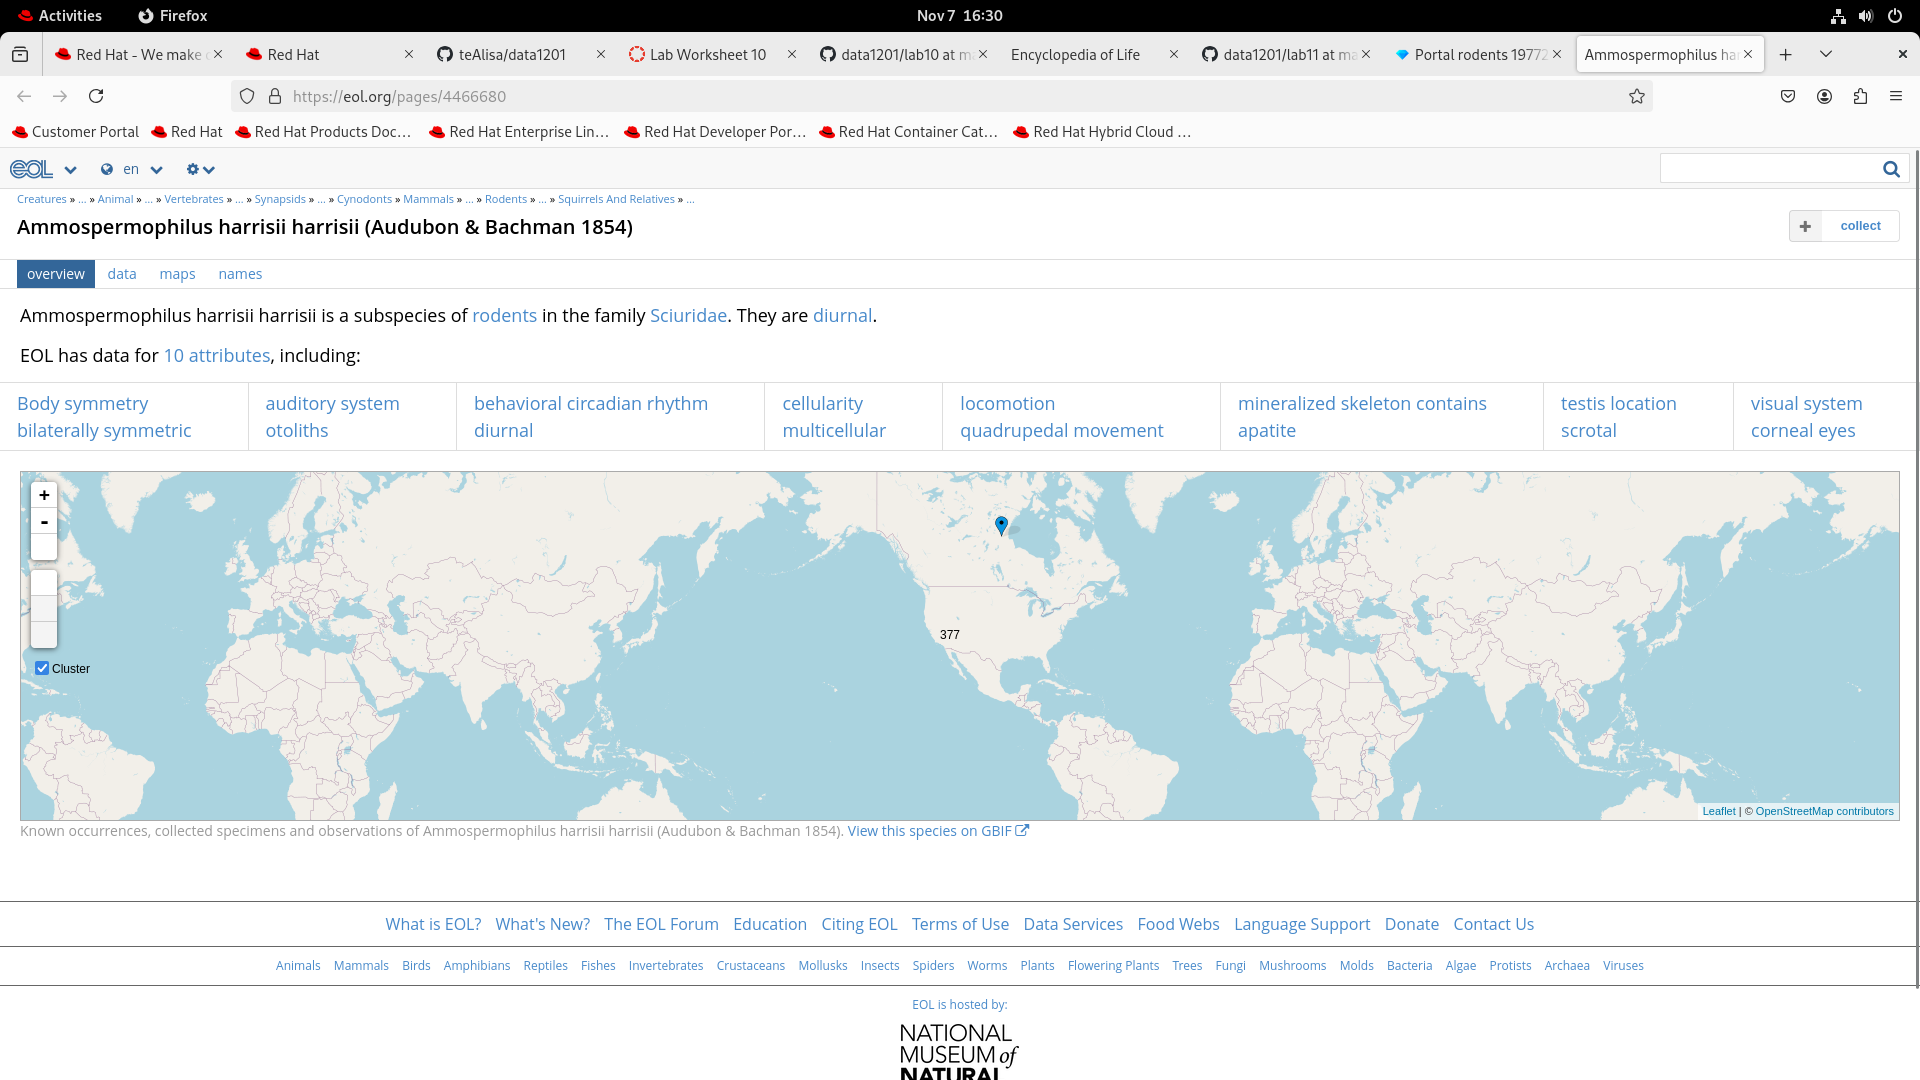 Activities Firefox Nov 7 16:30
Red Hat - We make Red Hat teAlisa/data1201 Lab Worksheet 10 data1201/lab10 at m Encyclopedia of Life data1201/lab11 at ma Portal rodents 19772 Ammospermophilus har
https://eol.org/pages/4466680
Customer Portal Red Hat Red Hat Products Doc… Red Hat Enterprise Lin… Red Hat Developer Por… Red Hat Container Cat… Red Hat Hybrid Cloud …
eOL en
Creatures » ... » Animal » ... » Vertebrates » ... » Synapsids » ... » Cynodonts » Mammals » ... » Rodents » ... » Squirrels And Relatives » ...
Ammospermophilus harrisii harrisii (Audubon & Bachman 1854)
+ collect
overview data maps names
Ammospermophilus harrisii harrisii is a subspecies of rodents in the family Sciuridae. They are diurnal.
EOL has data for 10 attributes, including:
Body symmetry auditory system behavioral circadian rhythm cellularity locomotion mineralized skeleton contains testis location visual system
bilaterally symmetric otoliths diurnal multicellular quadrupedal movement apatite scrotal corneal eyes
+
-
377
Cluster
Leaflet | © OpenStreetMap contributors
Known occurrences, collected specimens and observations of Ammospermophilus harrisii harrisii (Audubon & Bachman 1854). View this species on GBIF
What is EOL? What's New? The EOL Forum Education Citing EOL Terms of Use Data Services Food Webs Language Support Donate Contact Us
Animals Mammals Birds Amphibians Reptiles Fishes Invertebrates Crustaceans Mollusks Insects Spiders Worms Plants Flowering Plants Trees Fungi Mushrooms Molds Bacteria Algae Protists Archaea Viruses
EOL is hosted by:
NATIONAL
MUSEUM of
NATURAL